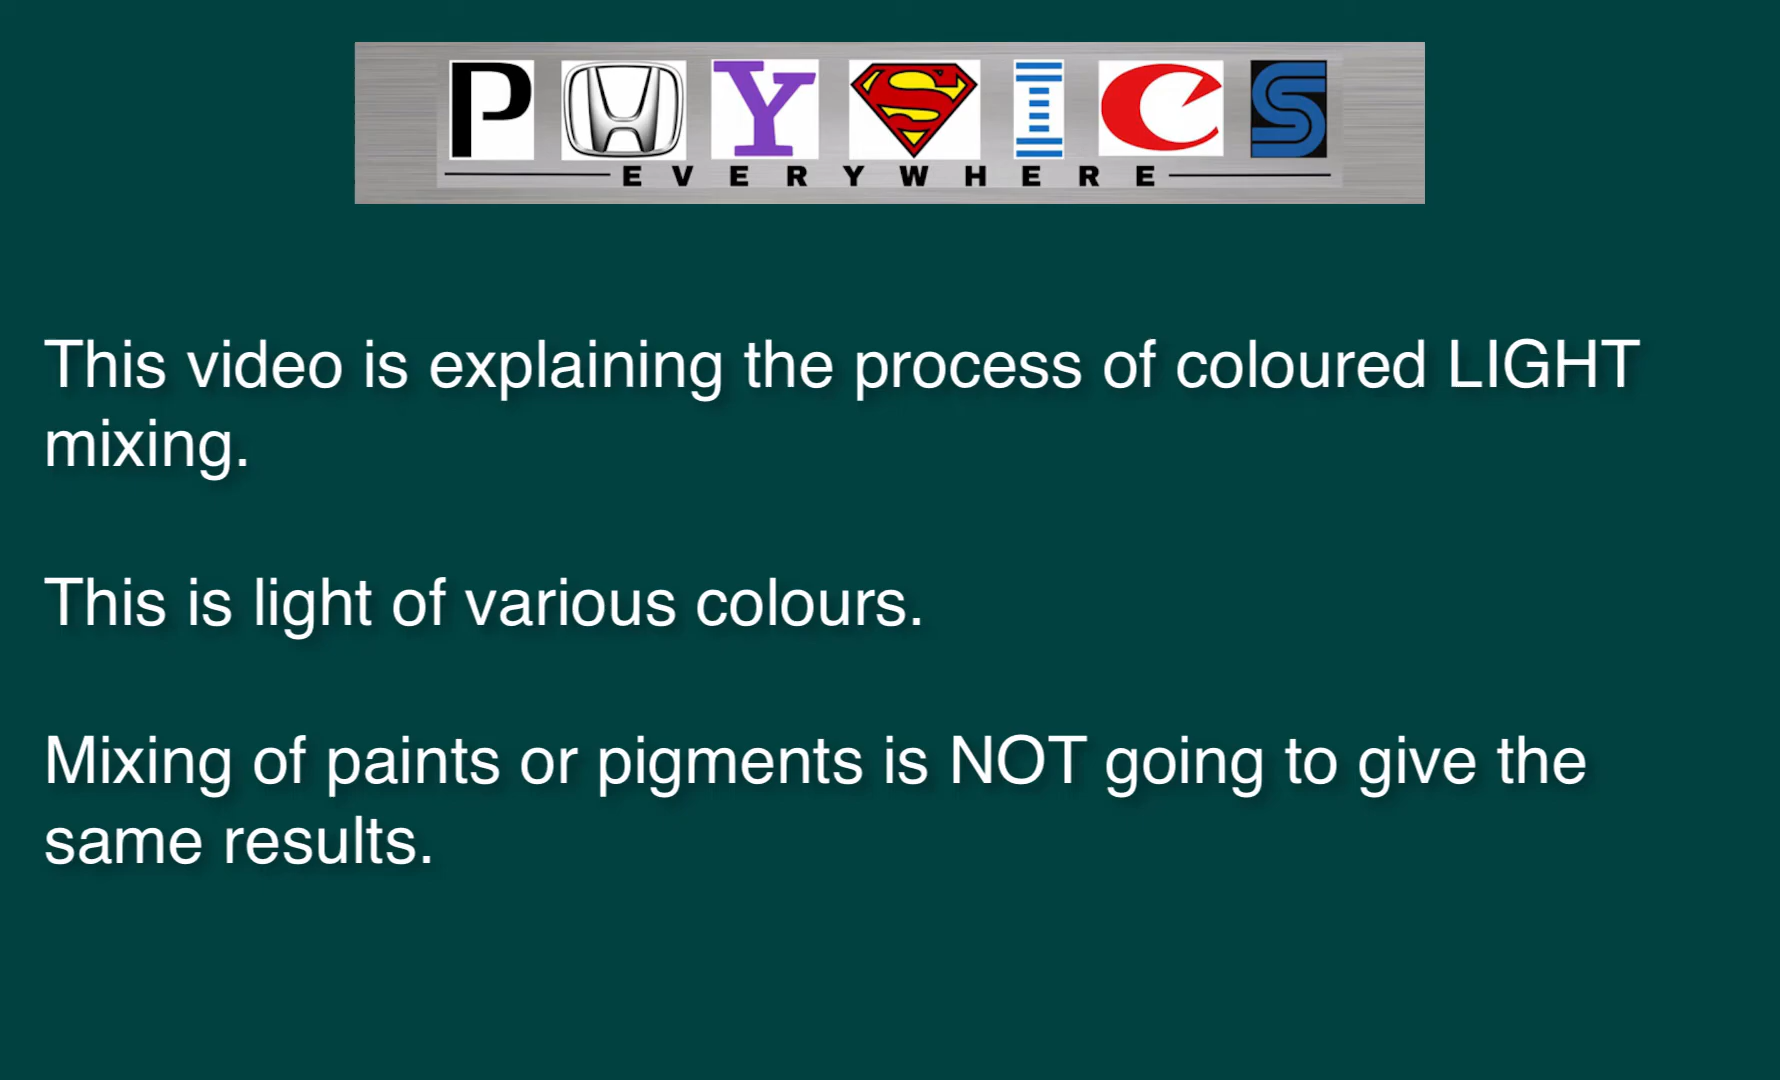 PHYSICS
EVERYWHERE
This video is explaining the process of coloured LIGHT
mixing.
This is light of various colours.
Mixing of paints or pigments is NOT going to give the
same results.